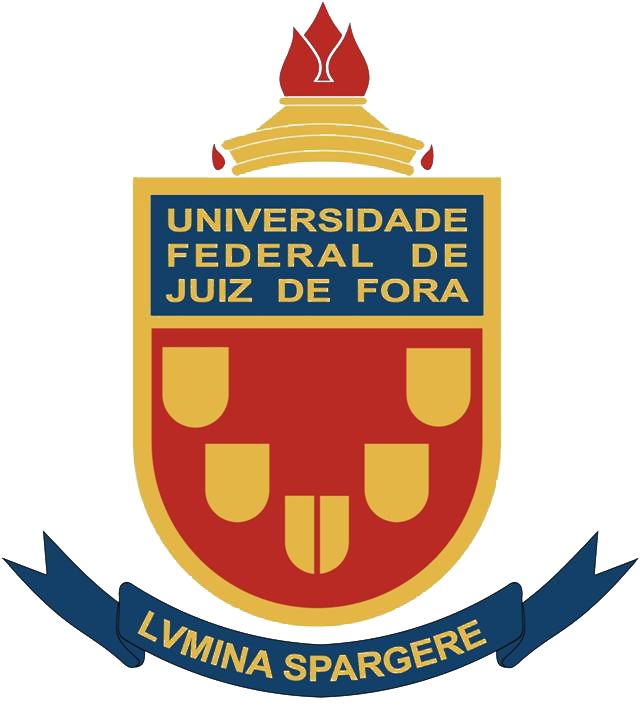 UNIVERSIDADE
FEDERAL DE
JUIZ DE FORA
LVMINA SPARGERE